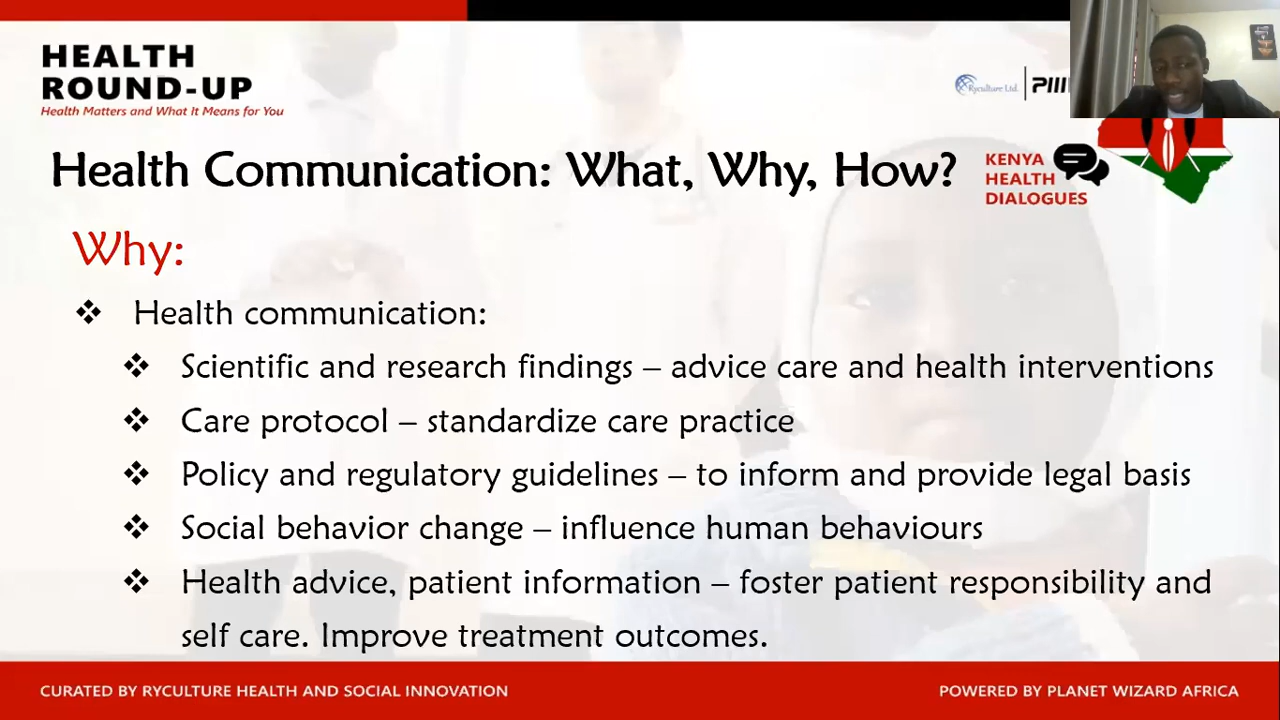 HEALTH
ROUND-UP
Health Matters and What it Means for You
Ryculture Ltd.
Health Communication: What, Why, How?
KENYA
HEALTH
DIALOGUES
Why:
❖ Health communication:
❖ Scientific and research findings – advice care and health interventions
❖ Care protocol – standardize care practice
❖ Policy and regulatory guidelines – to inform and provide legal basis
❖ Social behavior change – influence human behaviours
❖ Health advice, patient information – foster patient responsibility and
self care. Improve treatment outcomes.
CURATED BY RYCULTURE HEALTH AND SOCIAL INNOVATION
POWERED BY PLANET WIZARD AFRICA